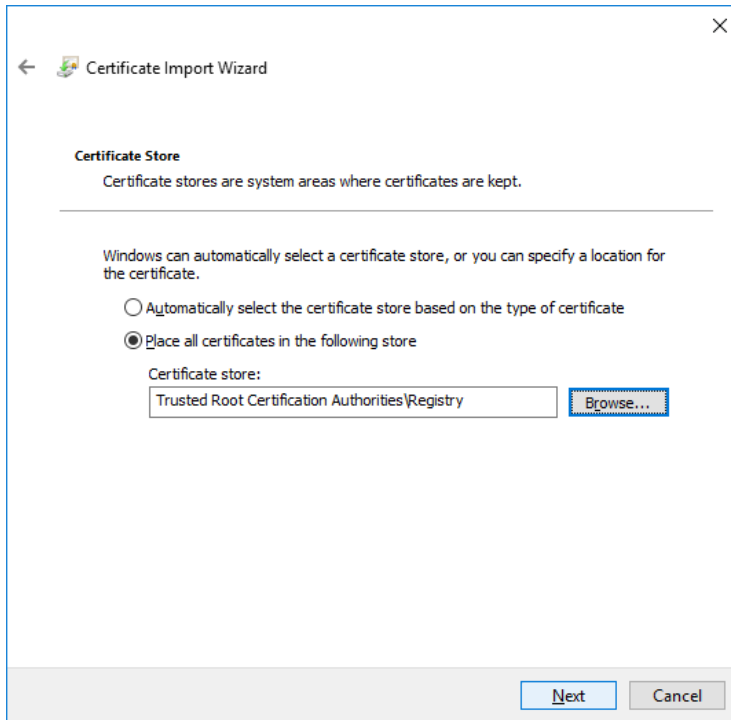 Certificate Import Wizard
Certificate Store
Certificate stores are system areas where certificates are kept.
Windows can automatically select a certificate store, or you can specify a location for
the certificate.
Automatically select the certificate store based on the type of certificate
Place all certificates in the following store
Certificate store:
Trusted Root Certification Authorities\Registry
Browse...
Next
Cancel